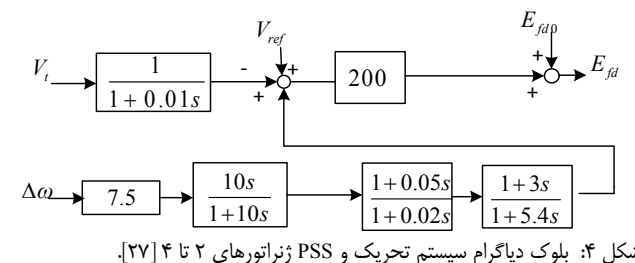 V_ref
E_fd0
V_t
1
1 + 0.01s
-
+
+
200
+
+
E_fd
Δω
7.5
10s
1+10s
1+0.05s
1+0.02s
1+3s
1+5.4s
شکل ۴: بلوک دیاگرام سیستم تحریک و PSS ژنراتورهای ۲ تا ۴ [۲۷].